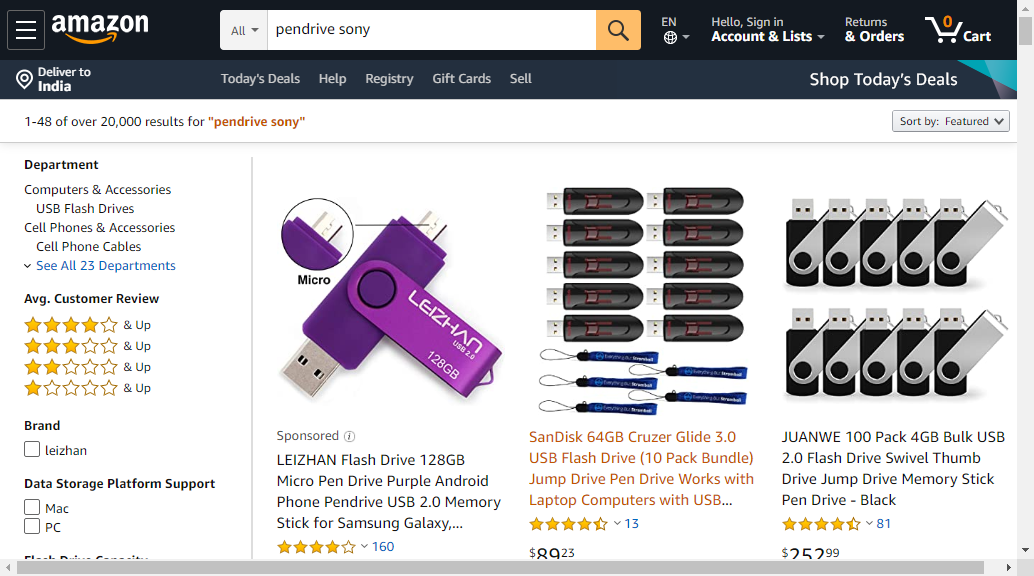 amazon
All
pendrive sony
EN
Hello, Sign in
Account & Lists
Returns
& Orders
0
Cart
Deliver to
India
Today's Deals
Help
Registry
Gift Cards
Sell
Shop Today's Deals
1-48 of over 20,000 results for "pendrive sony"
Sort by: Featured
Department
Computers & Accessories
USB Flash Drives
Cell Phones & Accessories
Cell Phone Cables
See All 23 Departments
Avg. Customer Review
& Up
& Up
& Up
& Up
Brand
leizhan
Data Storage Platform Support
Mac
PC
Flash Drive Capacity
Micro
LEIZHAN
USB 2.0
128GB
Sponsored
LEIZHAN Flash Drive 128GB
Micro Pen Drive Purple Android
Phone Pendrive USB 2.0 Memory
Stick for Samsung Galaxy,...
160
SanDisk 64GB Cruzer Glide 3.0
USB Flash Drive (10 Pack Bundle)
Jump Drive Pen Drive Works with
Laptop Computers with USB...
13
$89.23
JUANWE 100 Pack 4GB Bulk USB
2.0 Flash Drive Swivel Thumb
Drive Jump Drive Memory Stick
Pen Drive - Black
81
$252.99